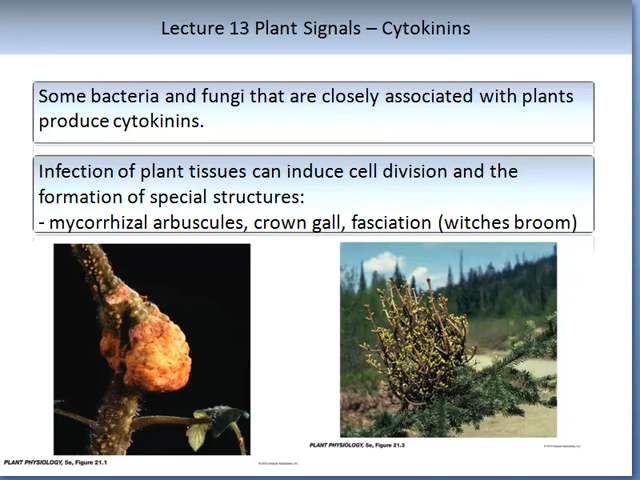 Lecture 13 Plant Signals – Cytokinins
Some bacteria and fungi that are closely associated with plants
produce cytokinins.
Infection of plant tissues can induce cell division and the
formation of special structures:
- mycorrhizal arbuscules, crown gall, fasciation (witches broom)
PLANT PHYSIOLOGY, 5e, Figure 21.3
PLANT PHYSIOLOGY, 5e, Figure 21.1